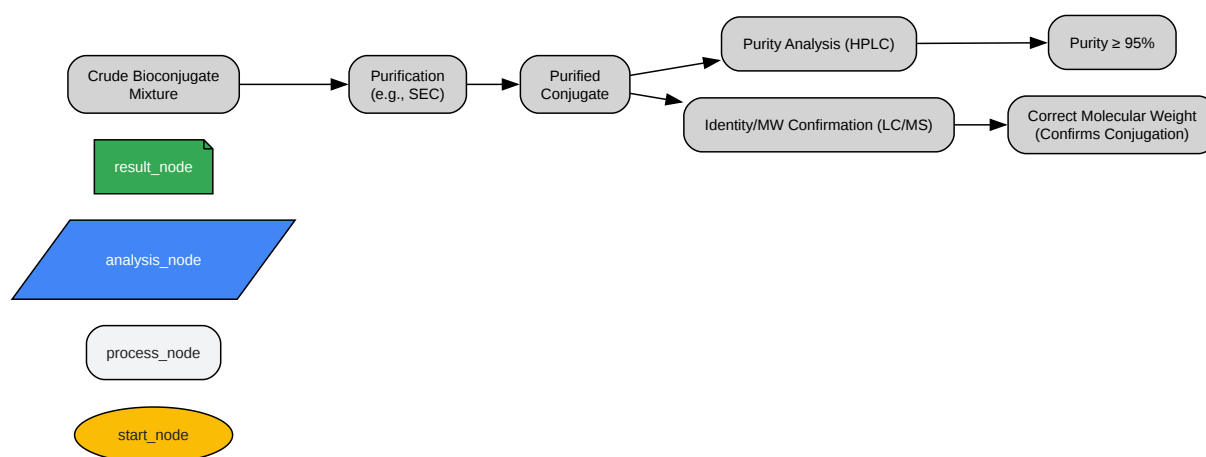 Crude Bioconjugate
Mixture
Purification
(e.g., SEC)
Purified
Conjugate
Purity Analysis (HPLC)
Purity ≥ 95%
Identity/MW Confirmation (LC/MS)
Correct Molecular Weight
(Confirms Conjugation)
result_node
analysis_node
process_node
start_node